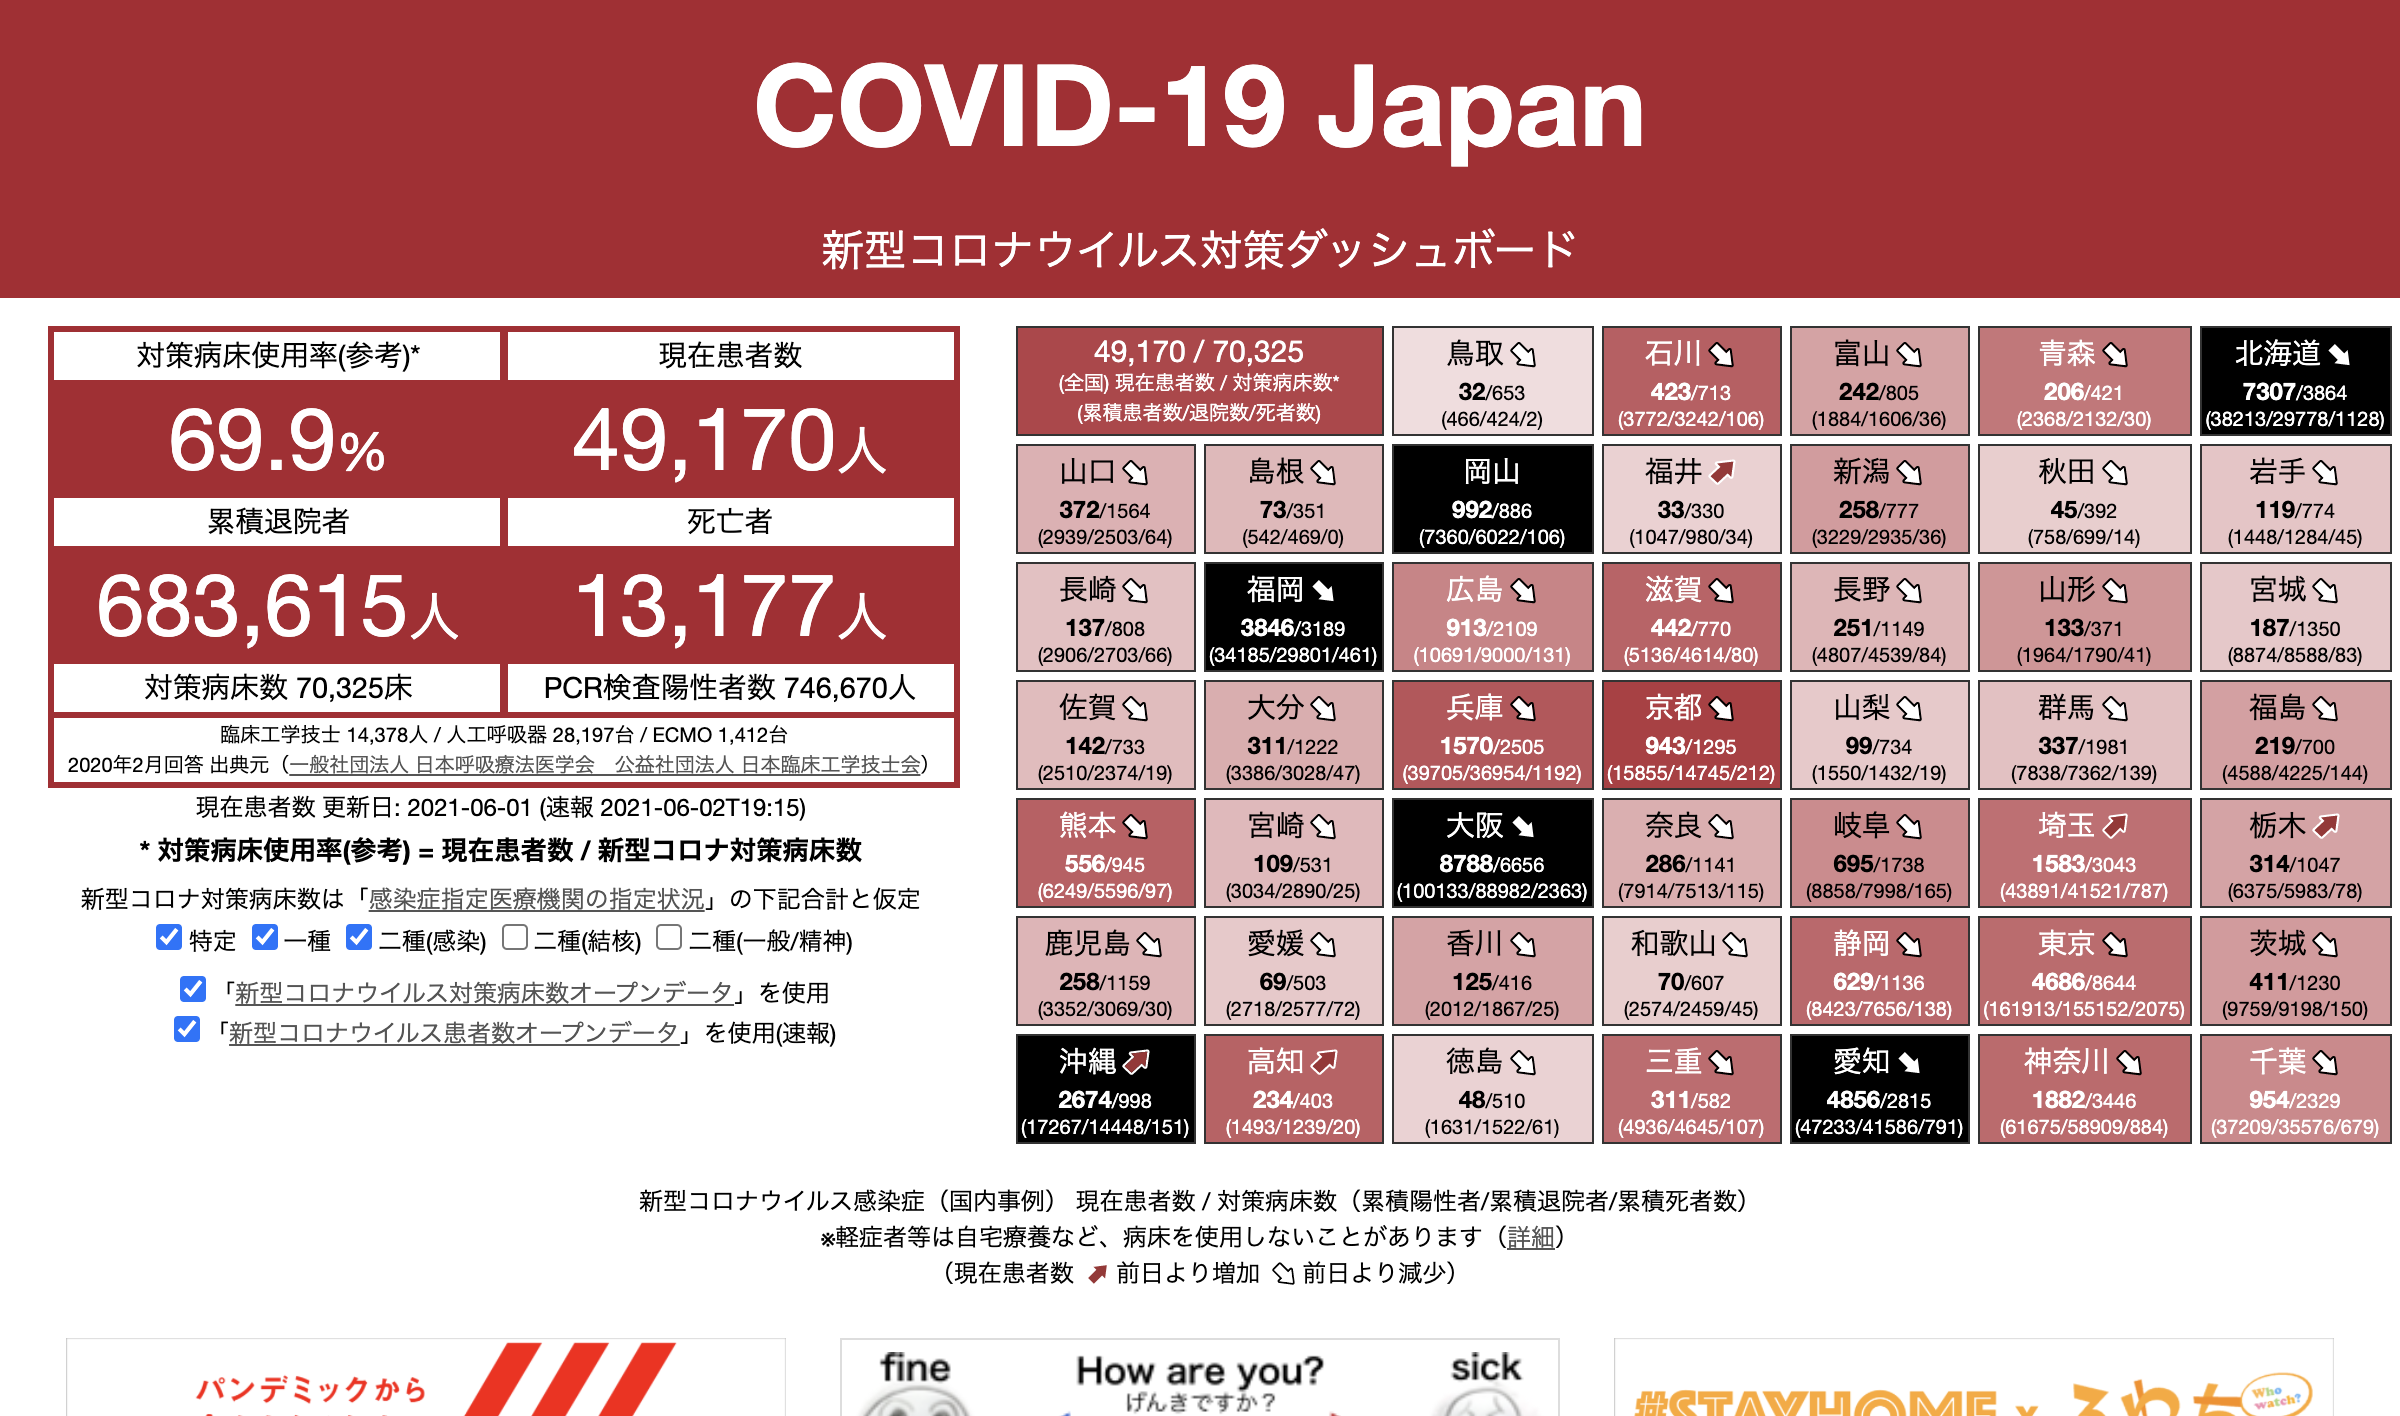 COVID-19 Japan
新型コロナウイルス対策ダッシュボード
対策病床使用率(参考)*
現在患者数
69.9%
49,170人
累積退院者
死亡者
683,615人
13,177人
対策病床数 70,325床
PCR検査陽性者数 746,670人
臨床工学技士 14,378人 / 人工呼吸器 28,197台 / ECMO 1,412台
2020年2月回答 出典元（一般社団法人 日本呼吸療法医学会　公益社団法人 日本臨床工学技士会）
現在患者数 更新日: 2021-06-01 (速報 2021-06-02T19:15)
* 対策病床使用率(参考) = 現在患者数 / 新型コロナ対策病床数
新型コロナ対策病床数は「感染症指定医療機関の指定状況」の下記合計と仮定
特定 一種 二種(感染) 二種(結核) 二種(一般/精神)
「新型コロナウイルス対策病床数オープンデータ」を使用
「新型コロナウイルス患者数オープンデータ」を使用(速報)
49,170 / 70,325
(全国) 現在患者数 / 対策病床数*
(累積患者数/退院数/死者数)
鳥取
32/653
(466/424/2)
石川
423/713
(3772/3242/106)
富山
242/805
(1884/1606/36)
青森
206/421
(2368/2132/30)
北海道
7307/3864
(38213/29778/1128)
山口
372/1564
(2939/2503/64)
島根
73/351
(542/469/0)
岡山
992/886
(7360/6022/106)
福井
33/330
(1047/980/34)
新潟
258/777
(3229/2935/36)
秋田
45/392
(758/699/14)
岩手
119/774
(1448/1284/45)
長崎
137/808
(2906/2703/66)
福岡
3846/3189
(34185/29801/461)
広島
913/2109
(10691/9000/131)
滋賀
442/770
(5136/4614/80)
長野
251/1149
(4807/4539/84)
山形
133/371
(1964/1790/41)
宮城
187/1350
(8874/8588/83)
佐賀
142/733
(2510/2374/19)
大分
311/1222
(3386/3028/47)
兵庫
1570/2505
(39705/36954/1192)
京都
943/1295
(15855/14745/212)
山梨
99/734
(1550/1432/19)
群馬
337/1981
(7838/7362/139)
福島
219/700
(4588/4225/144)
熊本
556/945
(6249/5596/97)
宮崎
109/531
(3034/2890/25)
大阪
8788/6656
(100133/88982/2363)
奈良
286/1141
(7914/7513/115)
岐阜
695/1738
(8858/7998/165)
埼玉
1583/3043
(43891/41521/787)
栃木
314/1047
(6375/5983/78)
鹿児島
258/1159
(3352/3069/30)
愛媛
69/503
(2718/2577/72)
香川
125/416
(2012/1867/25)
和歌山
70/607
(2574/2459/45)
静岡
629/1136
(8423/7656/138)
東京
4686/8644
(161913/155152/2075)
茨城
411/1230
(9759/9198/150)
沖縄
2674/998
(17267/14448/151)
高知
234/403
(1493/1239/20)
徳島
48/510
(1631/1522/61)
三重
311/582
(4936/4645/107)
愛知
4856/2815
(47233/41586/791)
神奈川
1882/3446
(61675/58909/884)
千葉
954/2329
(37209/35576/679)
新型コロナウイルス感染症（国内事例） 現在患者数 / 対策病床数（累積陽性者/累積退院者/累積死者数）
※軽症者等は自宅療養など、病床を使用しないことがあります（詳細）
（現在患者数 前日より増加 前日より減少）
パンデミックから
fine
How are you?
sick
げんきですか？
#STAYHOME x ふわっち
Who watch?